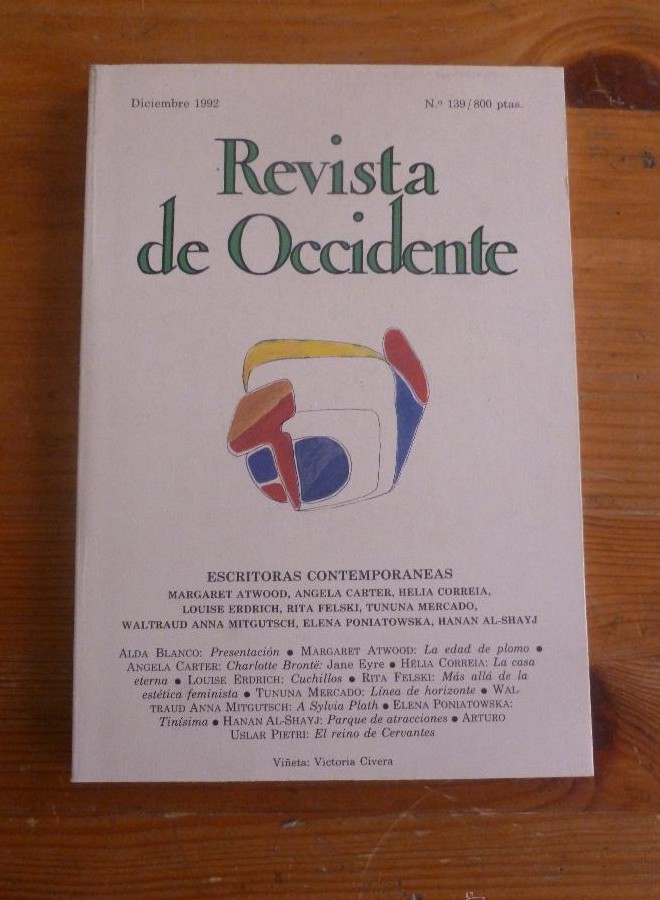 Diciembre 1992
N.º 139/800 ptas.
Revista
de Occidente
ESCRITORAS CONTEMPORANEAS
MARGARET ATWOOD, ANGELA CARTER, HELIA CORREIA,
LOUISE ERDRICH, RITA FELSKI, TUNUNA MERCADO,
WALTRAUD ANNA MITGUTSCH, ELENA PONIATOWSKA, HANAN AL-SHAYJ
ALDA BLANCO: Presentación ● MARGARET ATWOOD: La edad de plomo ●
ANGELA CARTER: Charlotte Brontë: Jane Eyre ● HÉLIA CORREIA: La casa
eterna ● LOUISE ERDRICH: Cuchillos ● RITA FELSKI: Más allá de la
estética feminista ● TUNUNA MERCADO: Línea de horizonte ● WAL-
TRAUD ANNA MITGUTSCH: A Sylvia Plath ● ELENA PONIATOWSKA:
Tinísima ● HANAN AL-SHAYJ: Parque de atracciones ● ARTURO
USLAR PIETRI: El reino de Cervantes
Viñeta: Victoria Civera